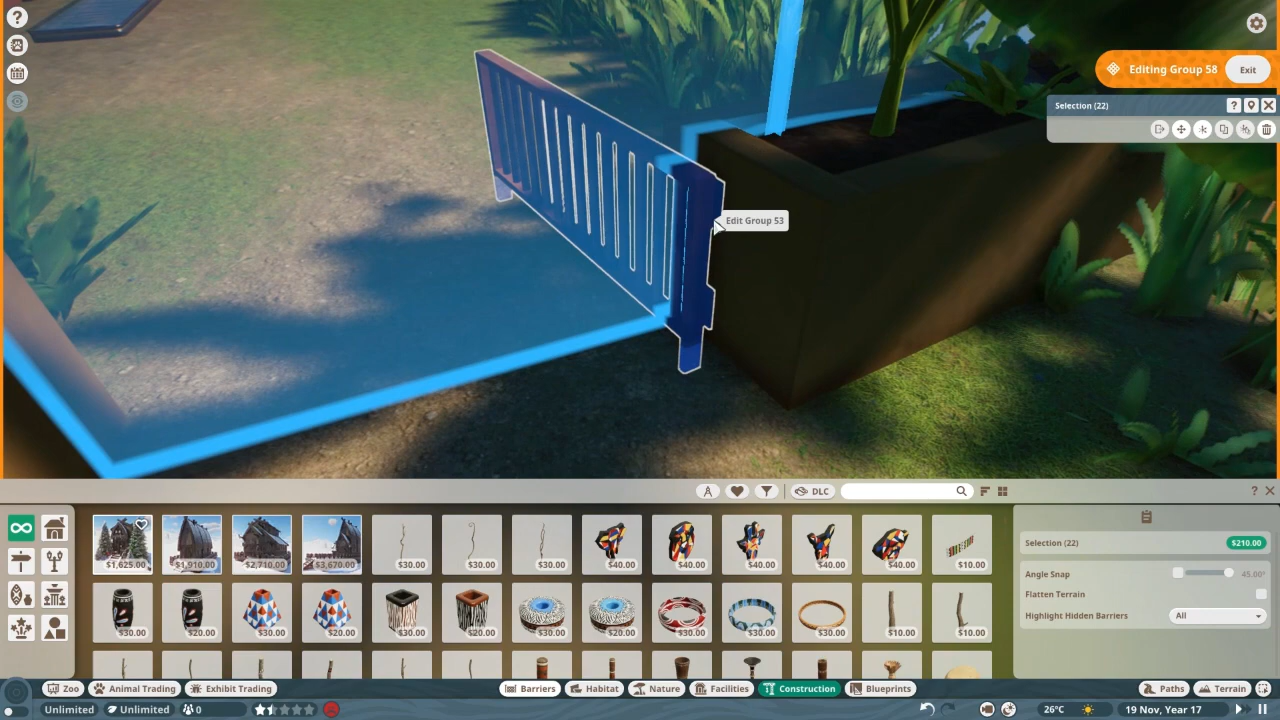 Editing Group 58
Exit
Selection (22)
Edit Group 53
DLC
$1,625.00
$1,910.00
$2,710.00
$3,670.00
$30.00
$30.00
$30.00
$40.00
$40.00
$40.00
$40.00
$40.00
$10.00
Selection (22)
$210.00
Angle Snap
45.00°
Flatten Terrain
Highlight Hidden Barriers
All
$30.00
$20.00
$30.00
$20.00
$30.00
$20.00
$30.00
$20.00
$30.00
$30.00
$30.00
$10.00
$10.00
Zoo
Animal Trading
Exhibit Trading
Barriers
Habitat
Nature
Facilities
Construction
Blueprints
Paths
Terrain
Unlimited
Unlimited
0
26°C
19 Nov, Year 17